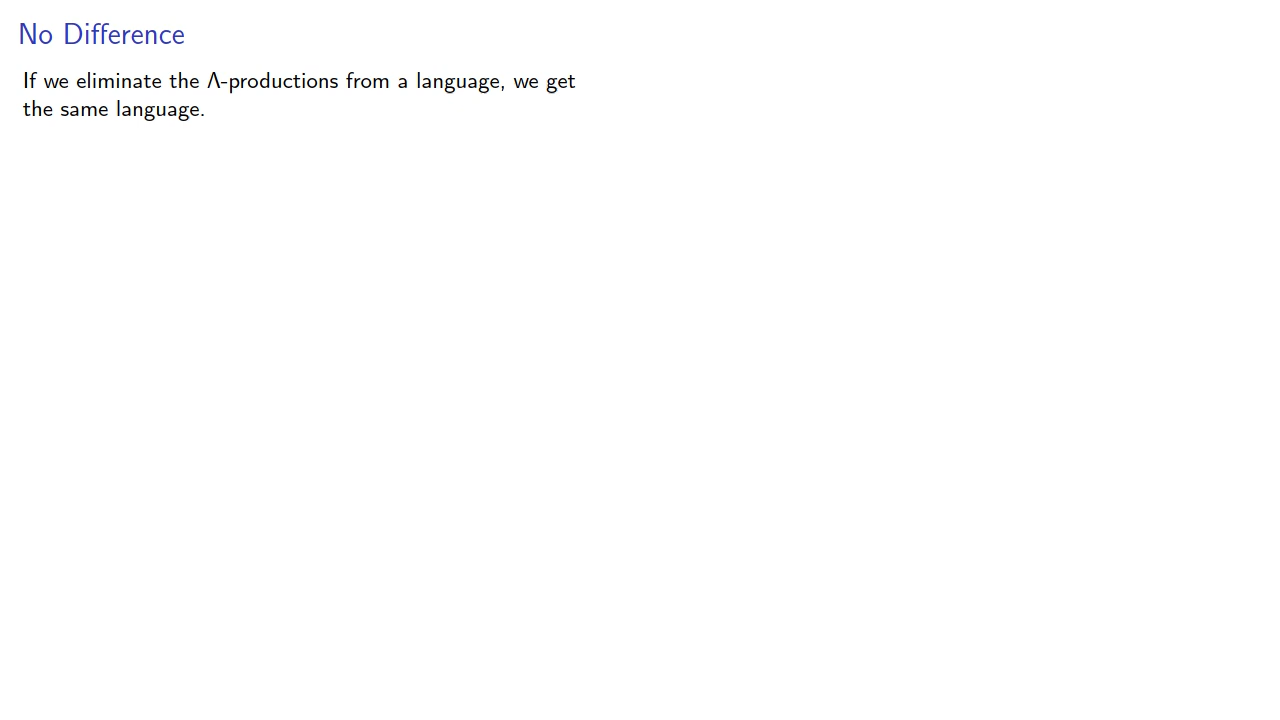 No Difference
If we eliminate the Λ-productions from a language, we get
the same language.